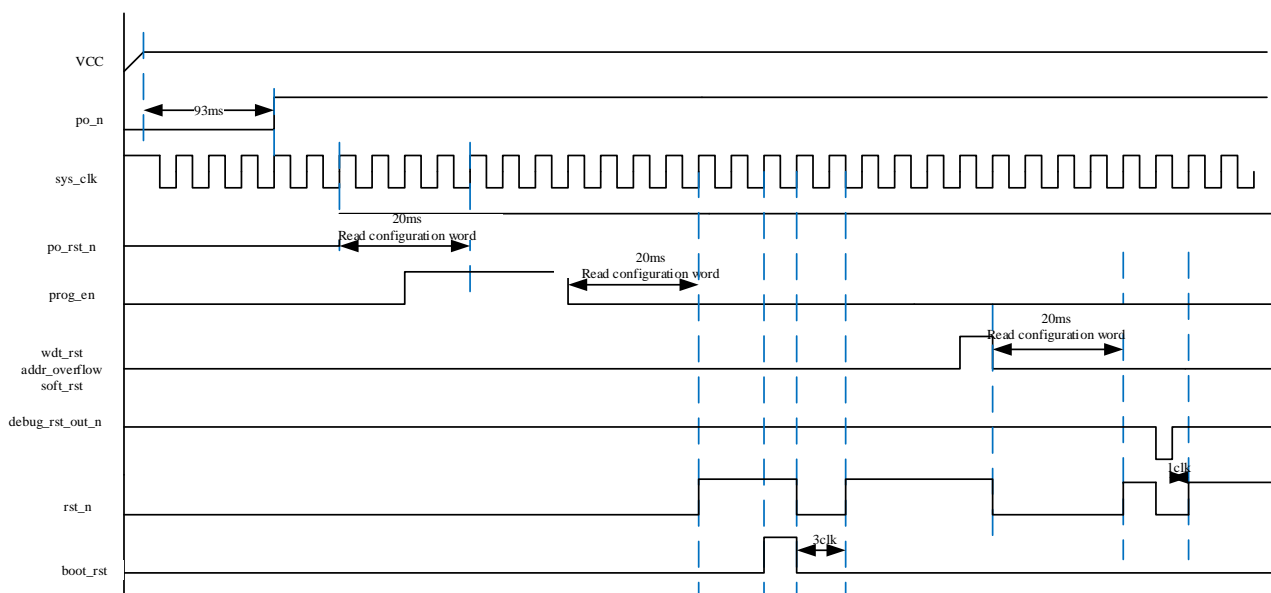 VCC
93ms
po_n
sys_clk
20ms
Read configuration word
po_rst_n
20ms
Read configuration word
prog_en
20ms
Read configuration word
wdt_rst
addr_overflow
soft_rst
debug_rst_out_n
1clk
rst_n
3clk
boot_rst